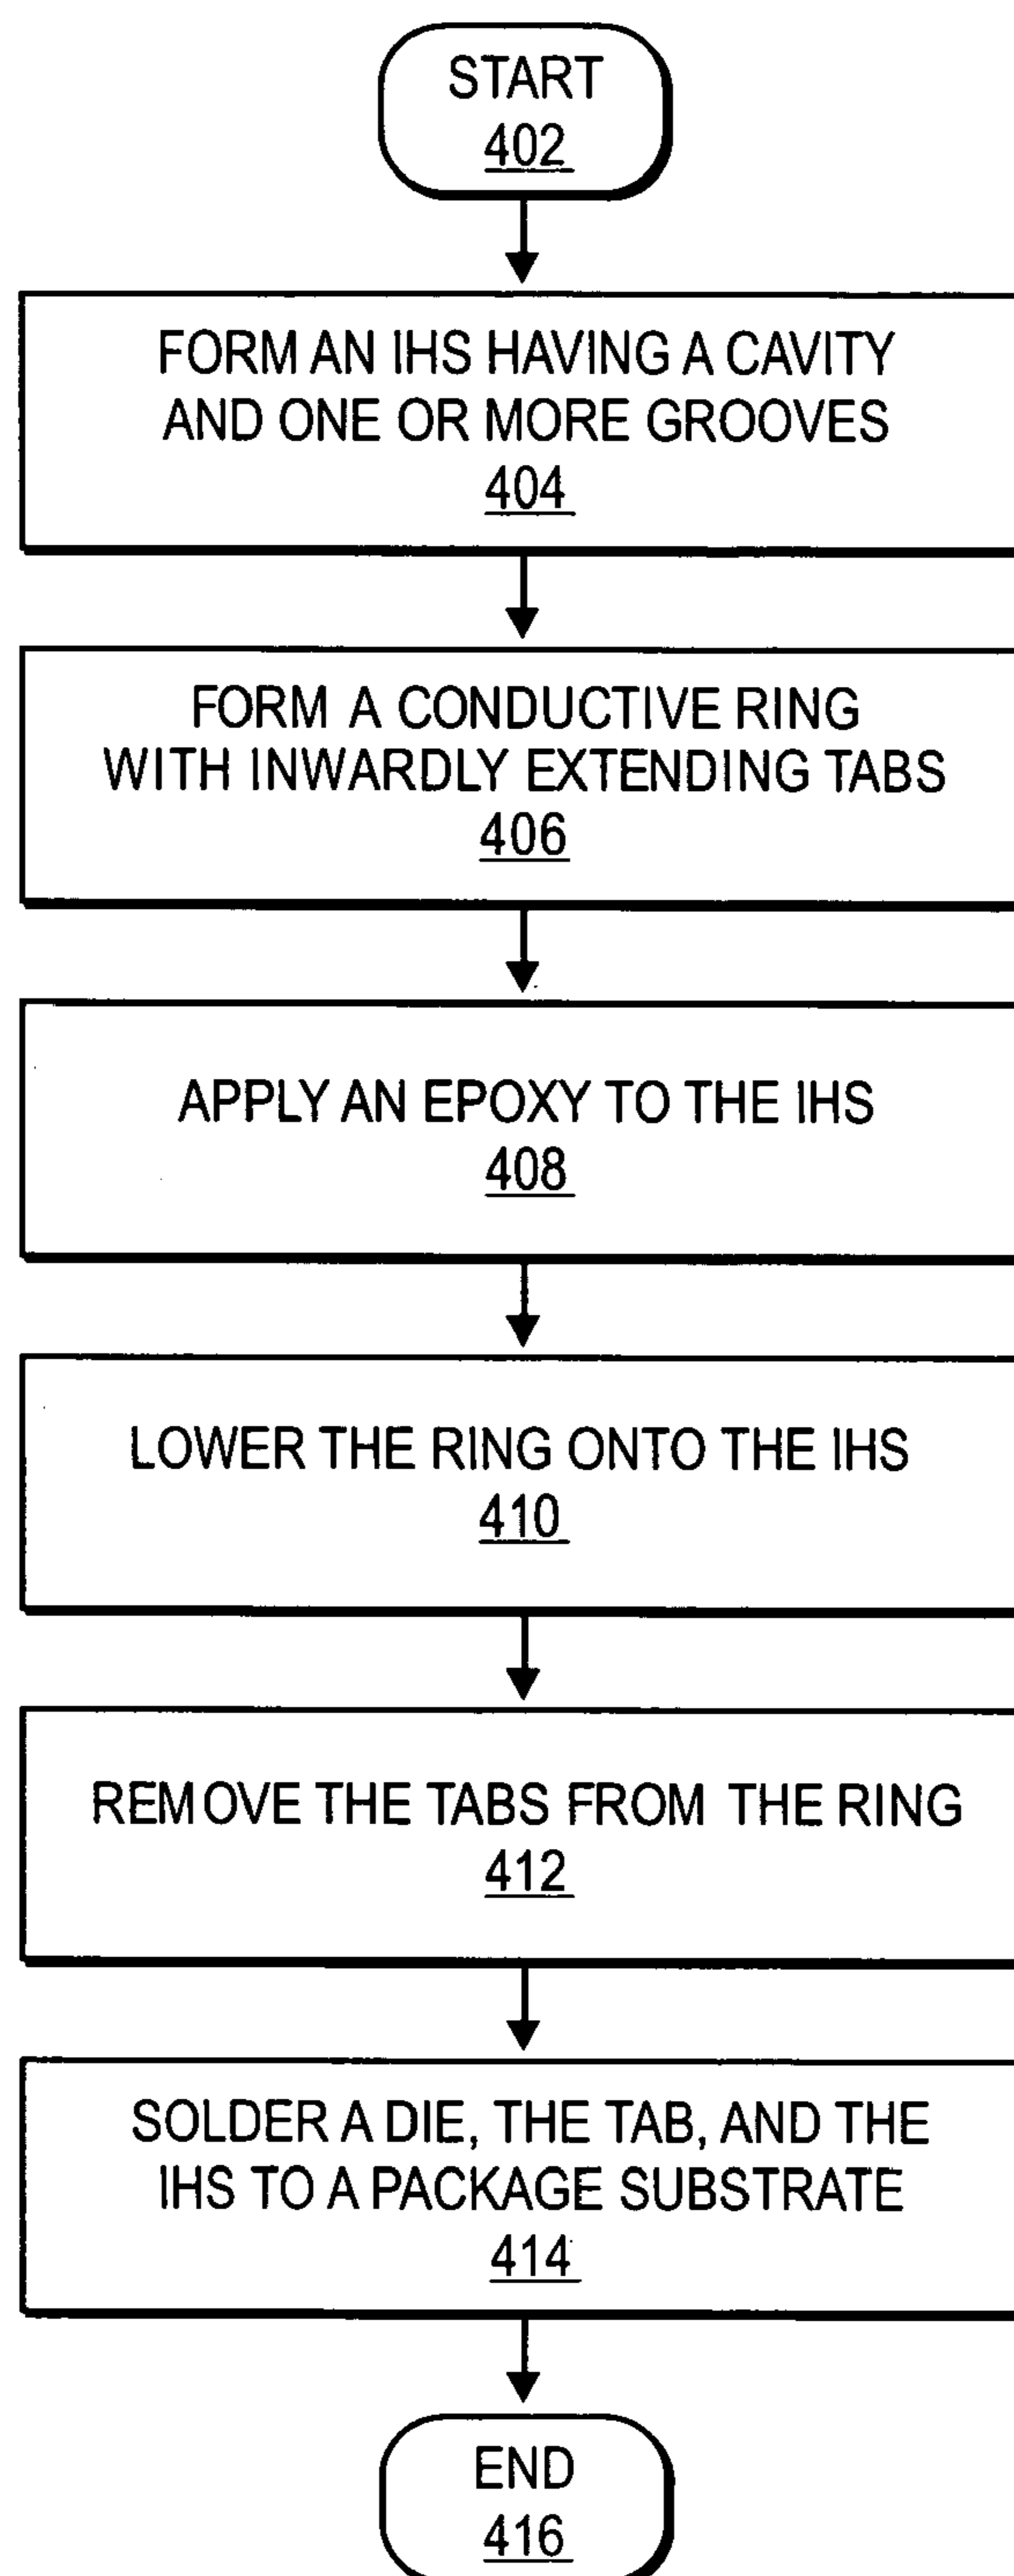 START
402
FORM AN IHS HAVING A CAVITY
AND ONE OR MORE GROOVES
404
FORM A CONDUCTIVE RING
WITH INWARDLY EXTENDING TABS
406
APPLY AN EPOXY TO THE IHS
408
LOWER THE RING ONTO THE IHS
410
REMOVE THE TABS FROM THE RING
412
SOLDER A DIE, THE TAB, AND THE
IHS TO A PACKAGE SUBSTRATE
414
END
416